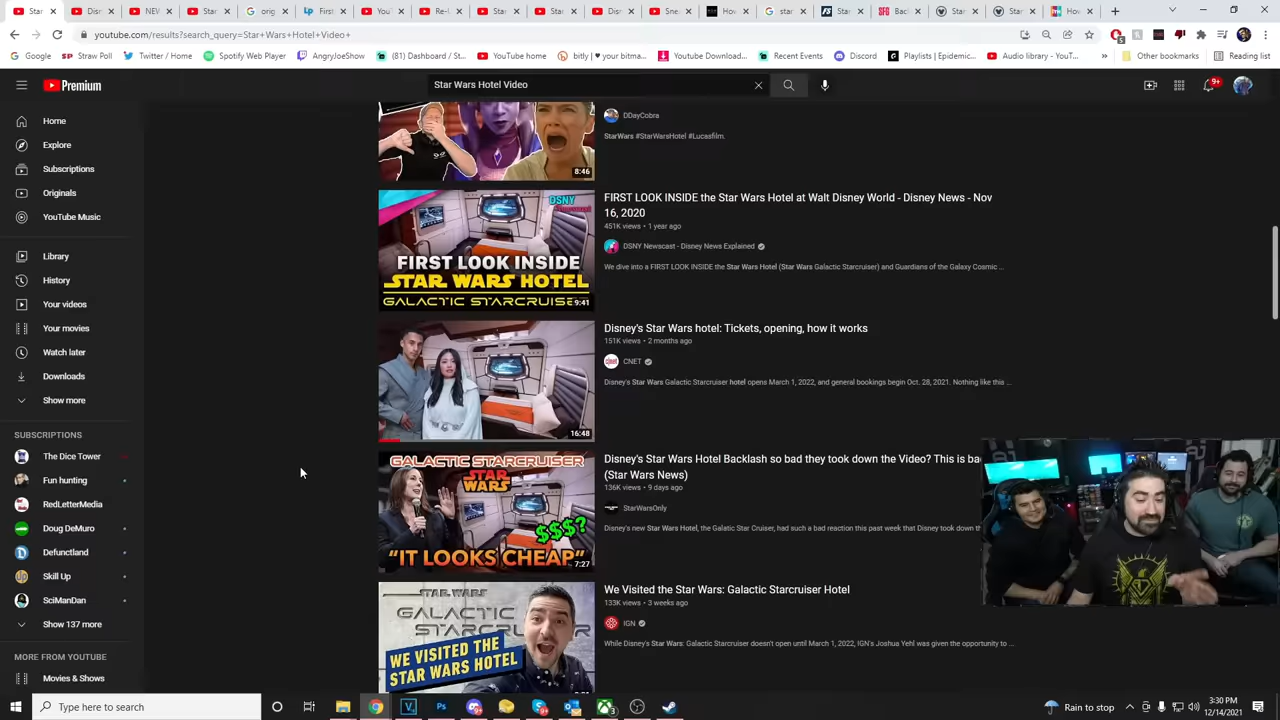 youtube.com/results?search_query=Star+Wars+Hotel+Video+
Google
Straw Poll
Twitter / Home
Spotify Web Player
AngryJoeShow
(81) Dashboard / St...
YouTube home
bitly | ♥ your bitma...
Youtube Download...
Recent Events
Discord
Playlists | Epidemic...
Audio library - YouT...
»
Other bookmarks
Reading list
Premium
Star Wars Hotel Video
9+
Home
Explore
Subscriptions
Originals
YouTube Music
Library
History
Your videos
Your movies
Watch later
Downloads
Show more
SUBSCRIPTIONS
The Dice Tower
Fun hunting
RedLetterMedia
Doug DeMuro
Defunctland
Skill Up
SciManDan
Show 137 more
MORE FROM YOUTUBE
Movies & Shows
8:46
DDayCobra
StarWars #StarWarsHotel #Lucasfilm.
DSNY
FIRST LOOK INSIDE
STAR WARS HOTEL
GALACTIC STARCRUISE
9:41
FIRST LOOK INSIDE the Star Wars Hotel at Walt Disney World - Disney News - Nov
16, 2020
451K views • 1 year ago
DSNY Newscast - Disney News Explained
We dive into a FIRST LOOK INSIDE the Star Wars Hotel (Star Wars Galactic Starcruiser) and Guardians of the Galaxy Cosmic ...
16:48
Disney's Star Wars hotel: Tickets, opening, how it works
151K views • 2 months ago
CNET
Disney's Star Wars Galactic Starcruiser hotel opens March 1, 2022, and general bookings begin Oct. 28, 2021. Nothing like this ...
GALACTIC STARCRUISER
STAR WARS
$$$?
"IT LOOKS CHEAP"
7:27
Disney's Star Wars Hotel Backlash so bad they took down the Video? This is ba
(Star Wars News)
136K views • 9 days ago
StarWarsOnly
Disney's new Star Wars Hotel, the Galatic Star Cruiser, had such a bad reaction this past week that Disney took down th
STAR WARS
GALACTIC
STARCRU
WE VISITED THE
STAR WARS HOTEL
We Visited the Star Wars: Galactic Starcruiser Hotel
133K views • 3 weeks ago
IGN
While Disney's Star Wars: Galactic Starcruiser doesn't open until March 1, 2022, IGN's Joshua Yehl was given the opportunity to ...
Type here to search
Rain to stop
3:30 PM
12/14/2021